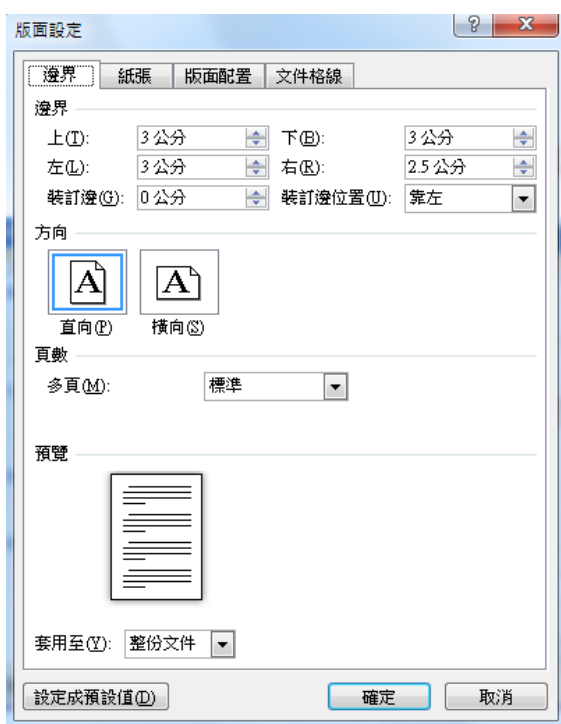 版面設定
邊界 紙張 版面配置 文件格線
邊界
上(T): 3 公分 下(B): 3 公分
左(L): 3 公分 右(R): 2.5 公分
裝訂邊(G): 0 公分 裝訂邊位置(U): 靠左
方向
A A
直向(P) 橫向(S)
頁數
多頁(M): 標準
預覽
套用至(Y): 整份文件
設定成預設值(D) 確定 取消